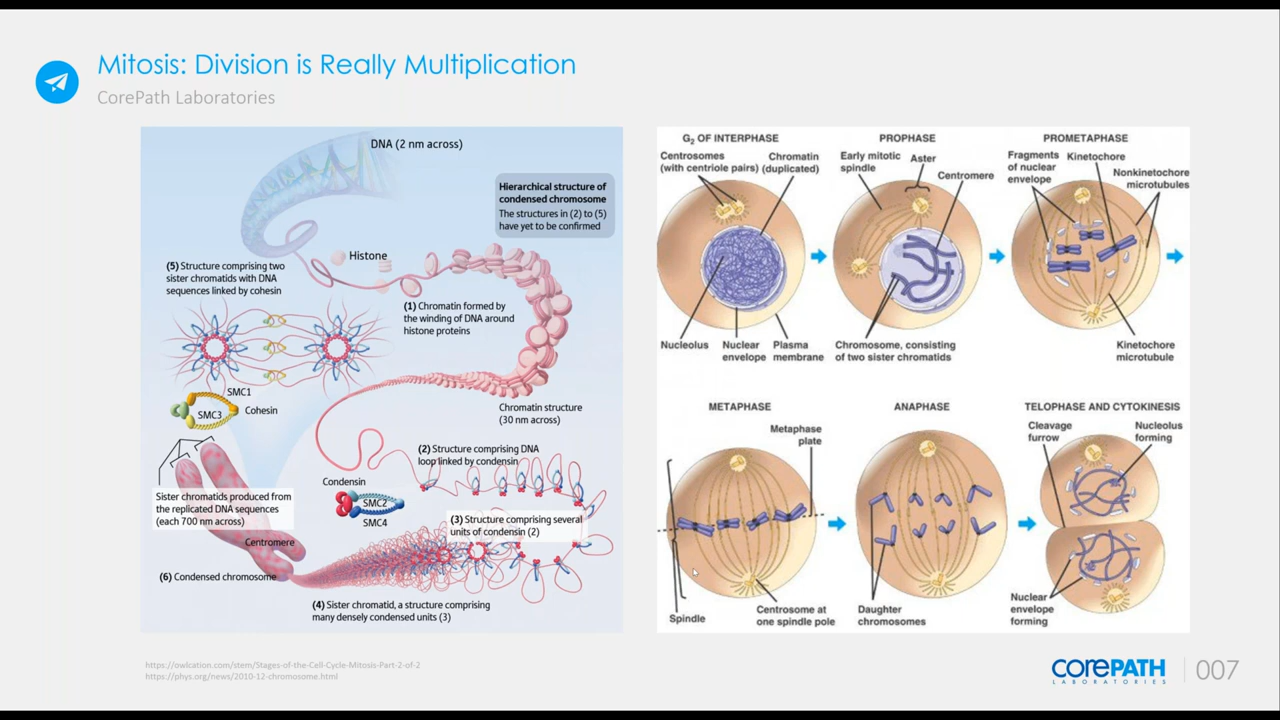 Mitosis: Division is Really Multiplication
CorePath Laboratories
DNA (2 nm across)
Hierarchical structure of
condensed chromosome
The structures in (2) to (5)
have yet to be confirmed
Histone
(5) Structure comprising two
sister chromatids with DNA
sequences linked by cohesin
(1) Chromatin formed by
the winding of DNA around
histone proteins
SMC1
SMC3
Cohesin
Chromatin structure
(30 nm across)
(2) Structure comprising DNA
loop linked by condensin
Condensin
SMC2
SMC4
Sister chromatids produced from
the replicated DNA sequences
(each 700 nm across)
(3) Structure comprising several
units of condensin (2)
Centromere
(6) Condensed chromosome
(4) Sister chromatid, a structure comprising
many densely condensed units (3)
G₂ OF INTERPHASE
Centrosomes
(with centriole pairs)
Chromatin
(duplicated)
Nucleolus
Nuclear
envelope
Plasma
membrane
PROPHASE
Early mitotic
spindle
Aster
Centromere
Chromosome, consisting
of two sister chromatids
PROMETAPHASE
Fragments
of nuclear
envelope
Kinetochore
Nonkinetochore
microtubules
Kinetochore
microtubule
METAPHASE
Metaphase
plate
Spindle
Centrosome at
one spindle pole
ANAPHASE
Daughter
chromosomes
TELOPHASE AND CYTOKINESIS
Cleavage
furrow
Nucleolus
forming
Nuclear
envelope
forming
https://owlcation.com/stem/Stages-of-the-Cell-Cycle-Mitosis-Part-2-of-2
https://phys.org/news/2010-12-chromosome.html
corePATH
LABORATORIES
007